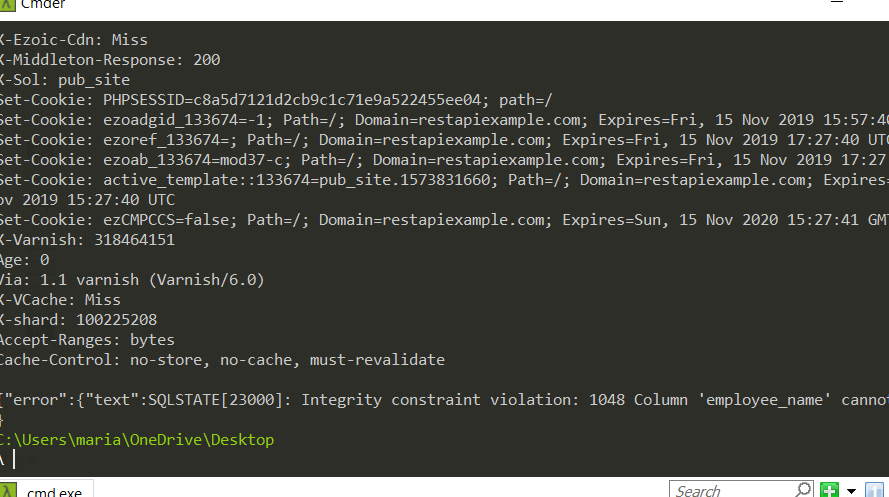 Cmder
X-Ezoic-Cdn: Miss
X-Middleton-Response: 200
X-Sol: pub_site
Set-Cookie: PHPSESSID=c8a5d7121d2cb9c1c71e9a522455ee04; path=/
Set-Cookie: ezoadgid_133674=-1; Path=/; Domain=restapiexample.com; Expires=Fri, 15 Nov 2019 15:57:40
Set-Cookie: ezoref_133674=; Path=/; Domain=restapiexample.com; Expires=Fri, 15 Nov 2019 17:27:40 UTC
Set-Cookie: ezoab_133674=mod37-c; Path=/; Domain=restapiexample.com; Expires=Fri, 15 Nov 2019 17:27
Set-Cookie: active_template::133674=pub_site.1573831660; Path=/; Domain=restapiexample.com; Expires=
ov 2019 15:27:40 UTC
Set-Cookie: ezCMPCCS=false; Path=/; Domain=restapiexample.com; Expires=Sun, 15 Nov 2020 15:27:41 GMT
X-Varnish: 318464151
Age: 0
Via: 1.1 varnish (Varnish/6.0)
X-VCache: Miss
X-shard: 100225208
Accept-Ranges: bytes
Cache-Control: no-store, no-cache, must-revalidate
{"error":{"text":SQLSTATE[23000]: Integrity constraint violation: 1048 Column 'employee_name' cannot
}
C:\Users\maria\OneDrive\Desktop
λ
cmd.exe
Search